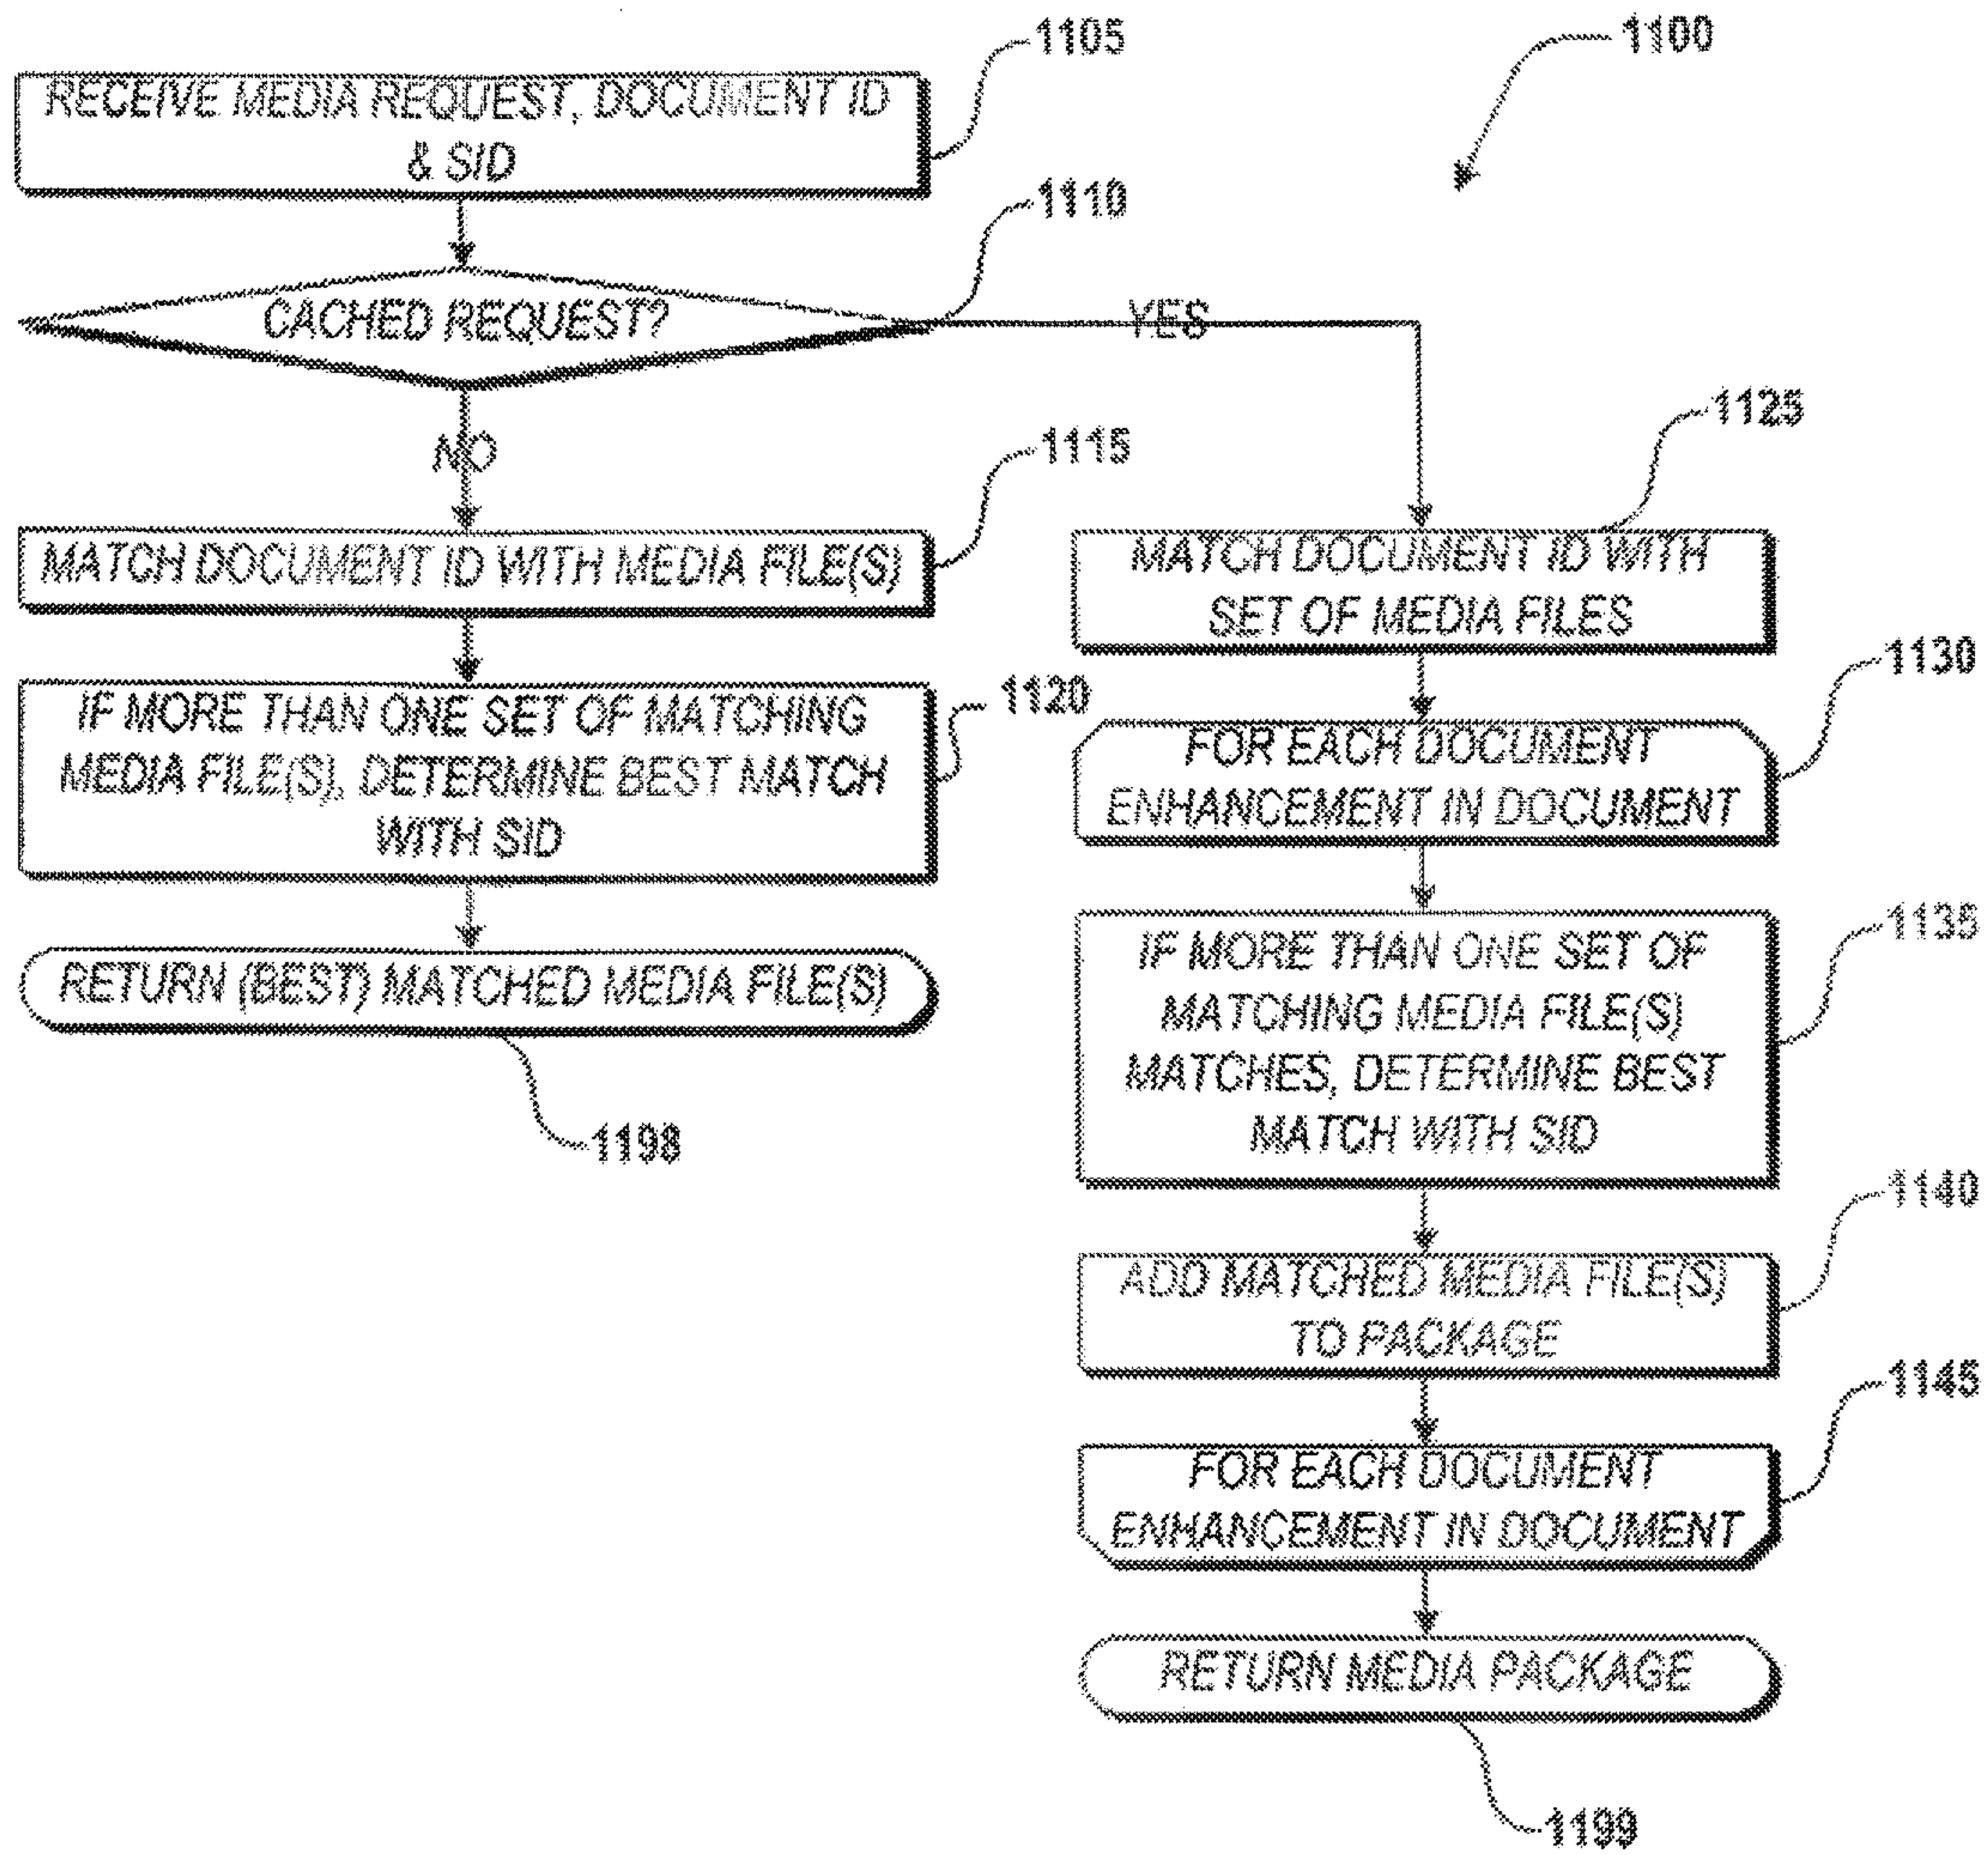 1105
1100
RECEIVE MEDIA REQUEST, DOCUMENT ID
& SID
1110
CACHED REQUEST?
YES
NO
1115
MATCH DOCUMENT ID WITH MEDIA FILE(S)
IF MORE THAN ONE SET OF MATCHING
MEDIA FILE(S), DETERMINE BEST MATCH
WITH SID
1120
RETURN (BEST) MATCHED MEDIA FILE(S)
1198
1125
MATCH DOCUMENT ID WITH
SET OF MEDIA FILES
1130
FOR EACH DOCUMENT
ENHANCEMENT IN DOCUMENT
1135
IF MORE THAN ONE SET OF
MATCHING MEDIA FILE(S)
MATCHES, DETERMINE BEST
MATCH WITH SID
1140
ADD MATCHED MEDIA FILE(S)
TO PACKAGE
1145
FOR EACH DOCUMENT
ENHANCEMENT IN DOCUMENT
RETURN MEDIA PACKAGE
1199